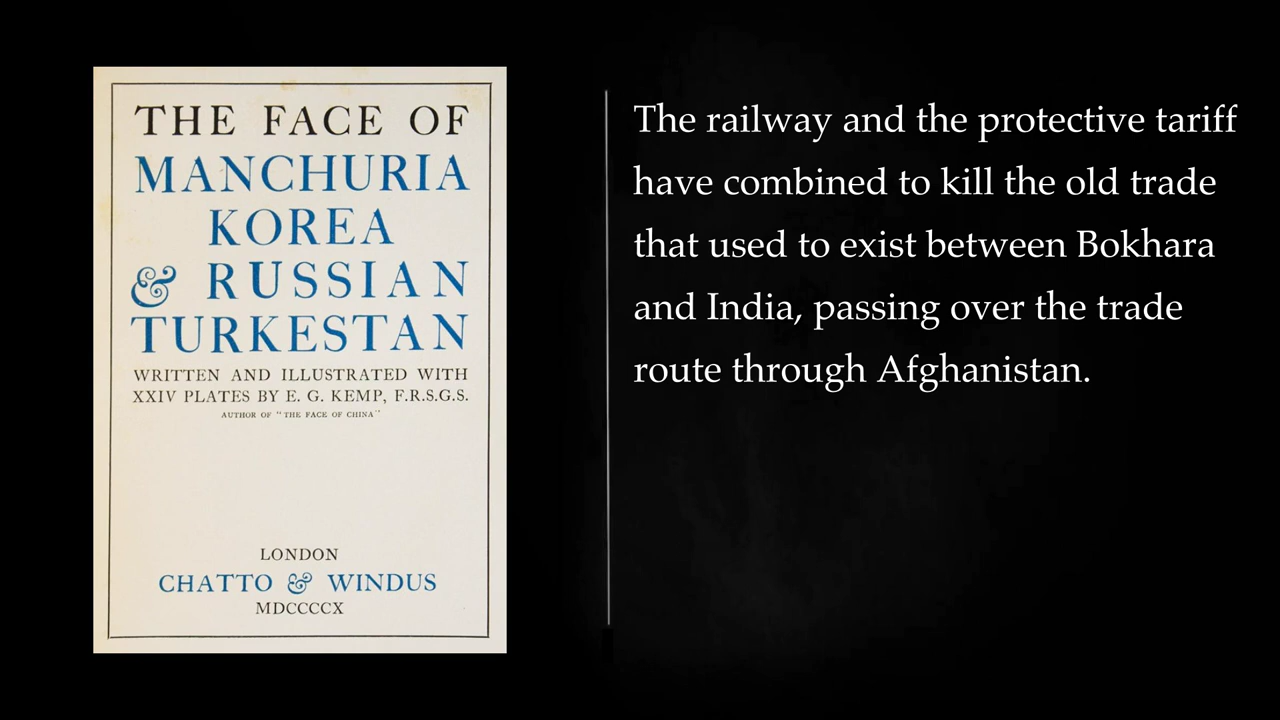 THE FACE OF
MANCHURIA
KOREA
& RUSSIAN
TURKESTAN
WRITTEN AND ILLUSTRATED WITH
XXIV PLATES BY E. G. KEMP, F.R.S.G.S.
AUTHOR OF "THE FACE OF CHINA"
LONDON
CHATTO & WINDUS
MDCCCCX
The railway and the protective tariff
have combined to kill the old trade
that used to exist between Bokhara
and India, passing over the trade
route through Afghanistan.